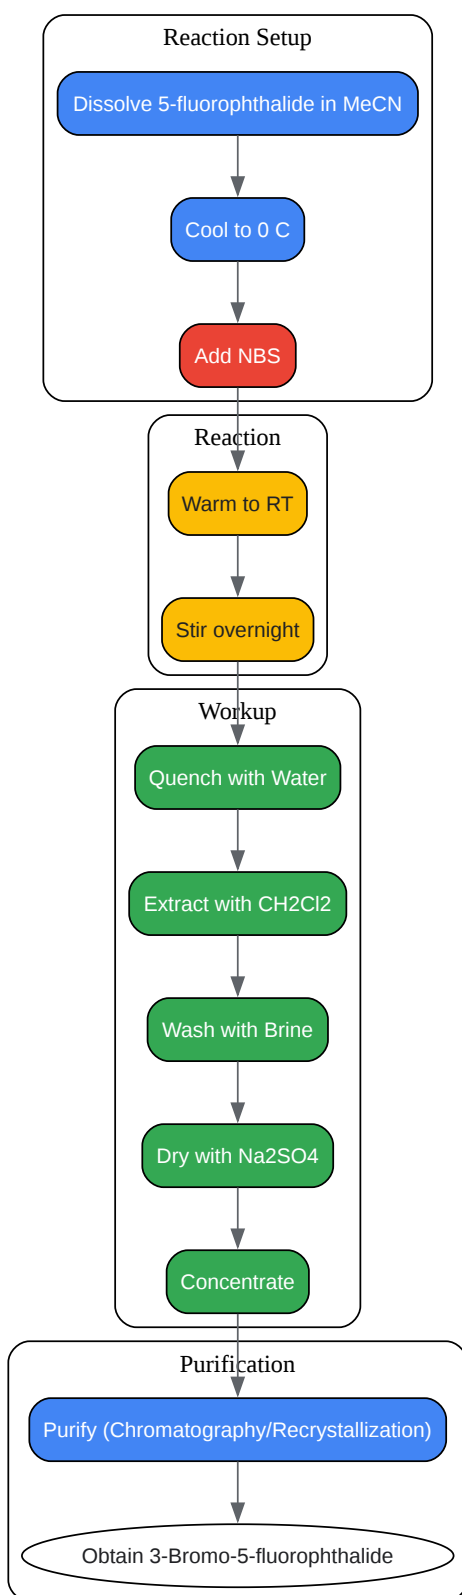 Reaction Setup
Dissolve 5-fluorophthalide in MeCN
Cool to 0 C
Add NBS
Reaction
Warm to RT
Stir overnight
Workup
Quench with Water
Extract with CH2Cl2
Wash with Brine
Dry with Na2SO4
Concentrate
Purification
Purify (Chromatography/Recrystallization)
Obtain 3-Bromo-5-fluorophthalide